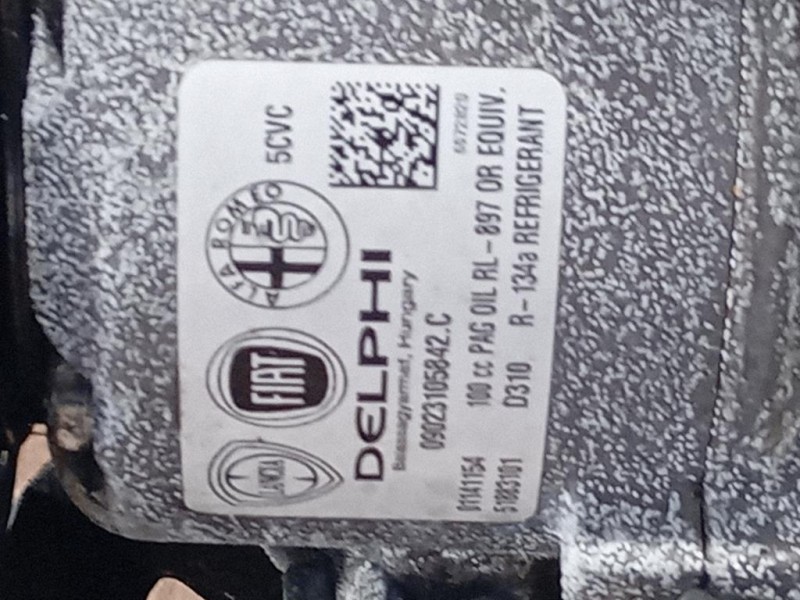 LANCIA
FIAT
ALFA ROMEO
5CVC
DELPHI
Balassagyarmat, Hungary
09023105842.C
01141154
100 cc PAG OIL RL-897 OR EQUIV.
51883101
D310
R-134a REFRIGERANT